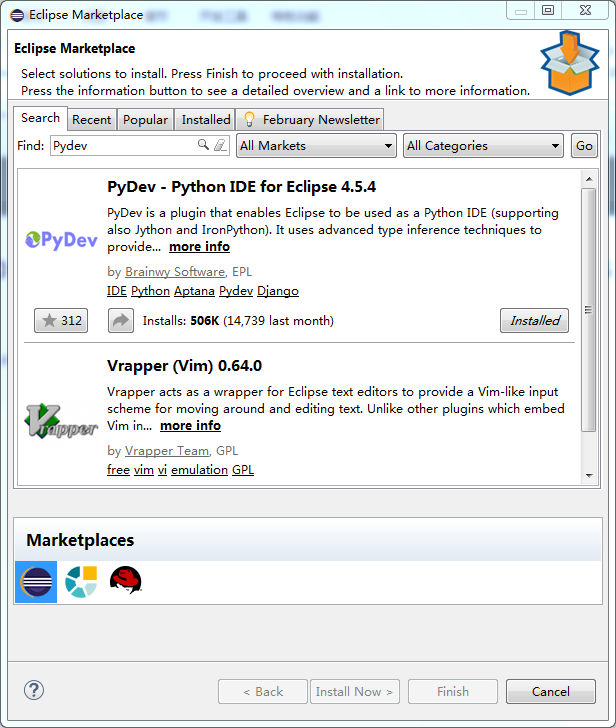 Eclipse Marketplace
Eclipse Marketplace
Select solutions to install. Press Finish to proceed with installation.
Press the information button to see a detailed overview and a link to more information.
Search Recent Popular Installed February Newsletter
Find: Pydev All Markets All Categories Go
PyDev - Python IDE for Eclipse 4.5.4
PyDev is a plugin that enables Eclipse to be used as a Python IDE (supporting
also Jython and IronPython). It uses advanced type inference techniques to
provide... more info
PyDev
by Brainwy Software, EPL
IDE Python Aptana Pydev Django
312 Installs: 506K (14,739 last month) Installed
Vrapper (Vim) 0.64.0
Vrapper acts as a wrapper for Eclipse text editors to provide a Vim-like input
scheme for moving around and editing text. Unlike other plugins which embed
Vim in... more info
Vrapper
by Vrapper Team, GPL
free vim vi emulation GPL
Marketplaces
? < Back Install Now > Finish Cancel